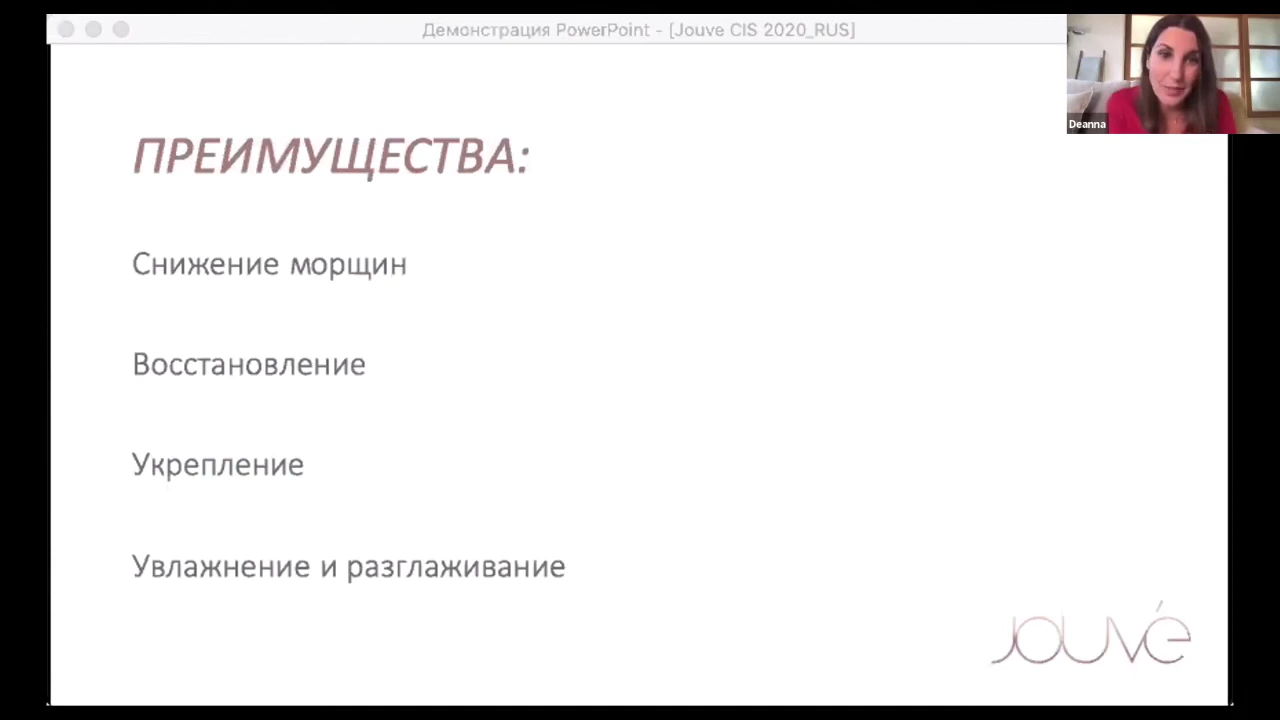 Демонстрация PowerPoint - [Jouve CIS 2020_RUS]
Deanna
ПРЕИМУЩЕСТВА:
Снижение морщин
Восстановление
Укрепление
Увлажнение и разглаживание
JOUVÉ